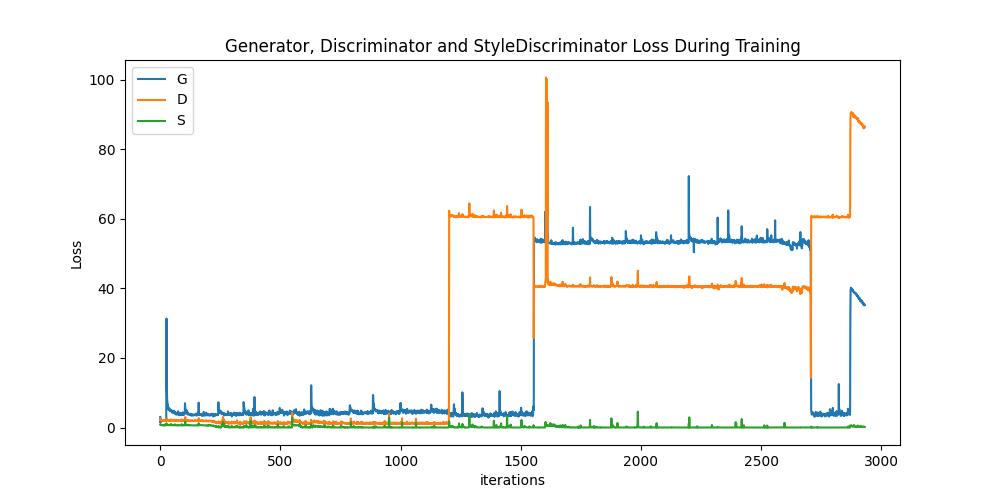 Generator, Discriminator and StyleDiscriminator Loss During Training
G
D
S
100
80
60
40
20
0
Loss
0 500 1000 1500 2000 2500 3000
iterations